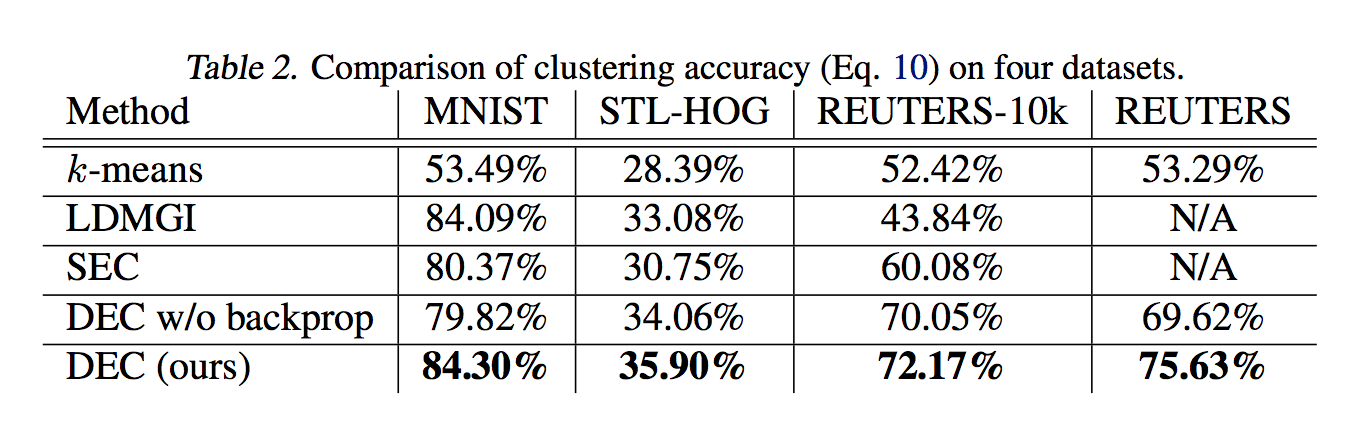 Table 2. Comparison of clustering accuracy (Eq. 10) on four datasets.
Method MNIST STL-HOG REUTERS-10k REUTERS
k-means 53.49% 28.39% 52.42% 53.29%
LDMGI 84.09% 33.08% 43.84% N/A
SEC 80.37% 30.75% 60.08% N/A
DEC w/o backprop 79.82% 34.06% 70.05% 69.62%
DEC (ours) 84.30% 35.90% 72.17% 75.63%